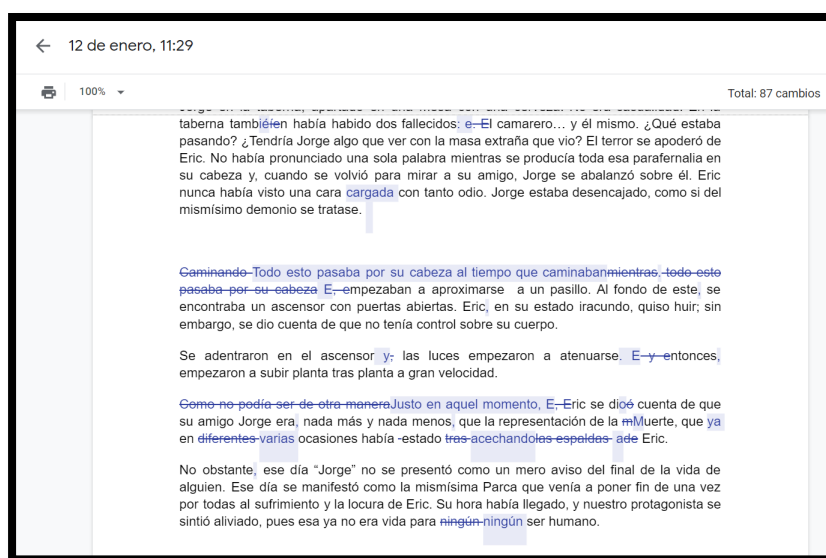 12 de enero, 11:29
100%
Total: 87 cambios
taberna tambiéíen había habido dos fallecidos: e. El camarero… y él mismo. ¿Qué estaba
pasando? ¿Tendría Jorge algo que ver con la masa extraña que vio? El terror se apoderó de
Eric. No había pronunciado una sola palabra mientras se producía toda esa parafernalia en
su cabeza y, cuando se volvió para mirar a su amigo, Jorge se abalanzó sobre él. Eric
nunca había visto una cara cargada con tanto odio. Jorge estaba desencajado, como si del
mismísimo demonio se tratase.
Caminando Todo esto pasaba por su cabeza al tiempo que caminabanmientras, todo esto
pasaba por su cabeza E, empezaban a aproximarse a un pasillo. Al fondo de este, se
encontraba un ascensor con puertas abiertas. Eric, en su estado iracundo, quiso huir; sin
embargo, se dio cuenta de que no tenía control sobre su cuerpo.
Se adentraron en el ascensor y, las luces empezaron a atenuarse. E y entonces,
empezaron a subir planta tras planta a gran velocidad.
Como no podía ser de otra maneraJusto en aquel momento, E, Eric se dioó cuenta de que
su amigo Jorge era, nada más y nada menos, que la representación de la mMuerte, que ya
en diferentes varias ocasiones había -estado tras acechandolas espaldas ade Eric.
No obstante, ese día “Jorge” no se presentó como un mero aviso del final de la vida de
alguien. Ese día se manifestó como la mismísima Parca que venía a poner fin de una vez
por todas al sufrimiento y la locura de Eric. Su hora había llegado, y nuestro protagonista se
sintió aliviado, pues esa ya no era vida para ningún ningún ser humano.